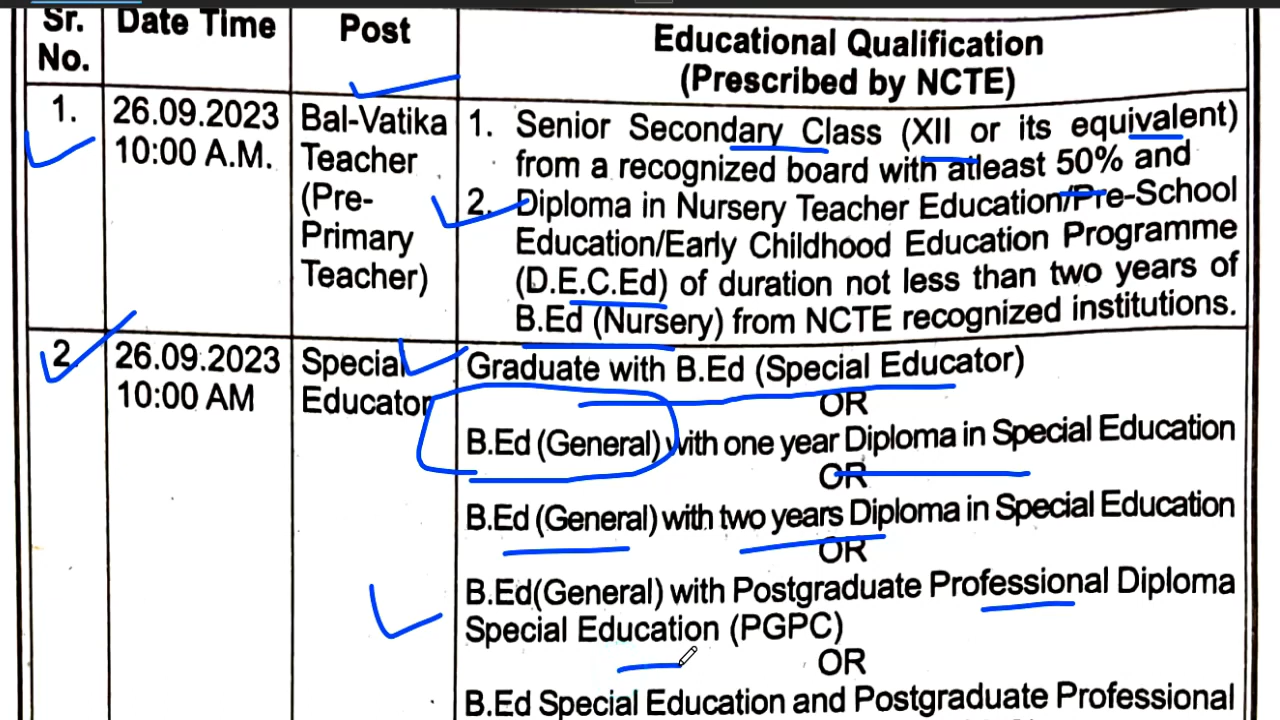 Sr. No.
Date Time
Post
Educational Qualification
(Prescribed by NCTE)
1.
26.09.2023
10:00 A.M.
Bal-Vatika
Teacher
(Pre-
Primary
Teacher)
1. Senior Secondary Class (XII or its equivalent)
from a recognized board with atleast 50% and
2. Diploma in Nursery Teacher Education/Pre-School
Education/Early Childhood Education Programme
(D.E.C.Ed) of duration not less than two years of
B.Ed (Nursery) from NCTE recognized institutions.
2.
26.09.2023
10:00 AM
Special
Educator
Graduate with B.Ed (Special Educator)
OR
B.Ed (General) with one year Diploma in Special Education
OR
B.Ed (General) with two years Diploma in Special Education
OR
B.Ed(General) with Postgraduate Professional Diploma
Special Education (PGPC)
OR
B.Ed Special Education and Postgraduate Professional